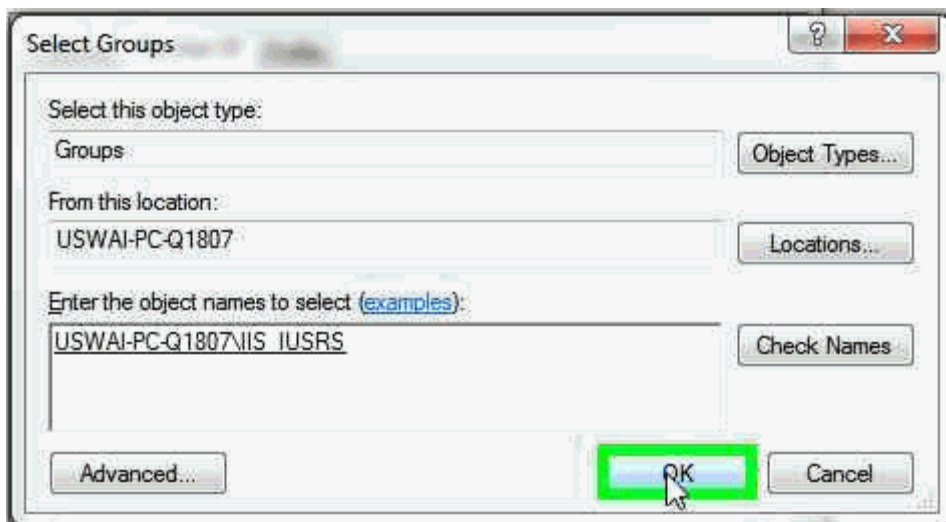 Select Groups
Select this object type:
Groups
Object Types...
From this location:
USWAI-PC-Q1807
Locations...
Enter the object names to select (examples):
USWAI-PC-Q1807\IIS_IUSRS
Check Names
Advanced...
OK
Cancel